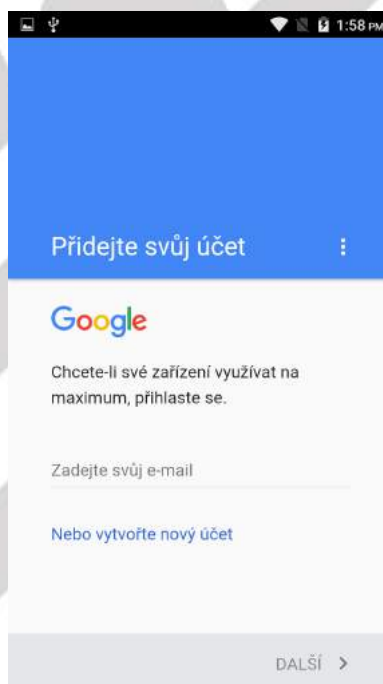 1:58 PM
Přidejte svůj účet
Google
Chcete-li své zařízení využívat na
maximum, přihlaste se.
Zadejte svůj e-mail
Nebo vytvořte nový účet
DALŠÍ